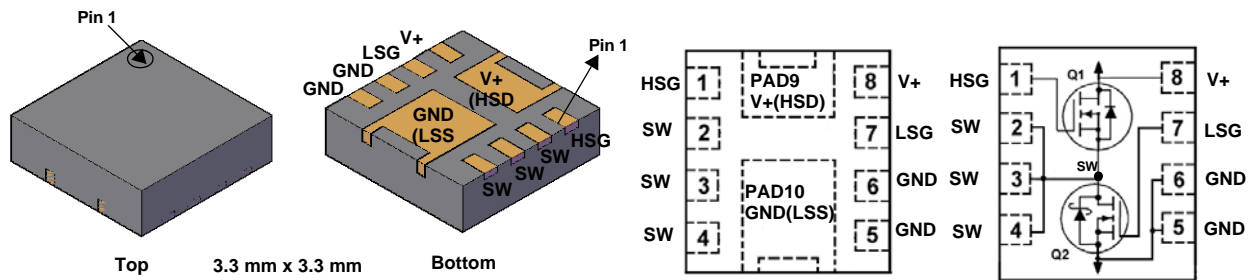 Pin 1
Top
3.3 mm x 3.3 mm
V+
LSG
GND
GND
Pin 1
V+
(HSD
GND
(LSS
HSG
SW
SW
SW
Bottom
HSG 1 PAD9 8 V+
V+(HSD)
SW 2 7 LSG
SW 3 PAD10 6 GND
GND(LSS)
SW 4 5 GND
HSG 1 Q1 8 V+
SW 2 7 LSG
SW 3 SW 6 GND
SW 4 Q2 5 GND